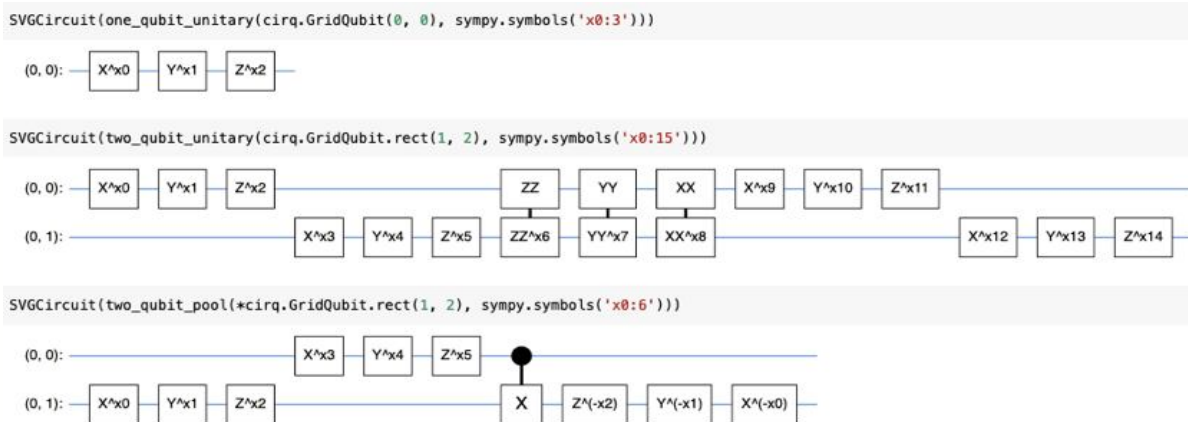 SVGCircuit(one_qubit_unitary(cirq.GridQubit(0, 0), sympy.symbols('x0:3')))
(0, 0): X^x0 Y^x1 Z^x2
SVGCircuit(two_qubit_unitary(cirq.GridQubit.rect(1, 2), sympy.symbols('x0:15')))
(0, 0): X^x0 Y^x1 Z^x2 ZZ YY XX X^x9 Y^x10 Z^x11
(0, 1): X^x3 Y^x4 Z^x5 ZZ^x6 YY^x7 XX^x8 X^x12 Y^x13 Z^x14
SVGCircuit(two_qubit_pool(*cirq.GridQubit.rect(1, 2), sympy.symbols('x0:6')))
(0, 0): X^x3 Y^x4 Z^x5
(0, 1): X^x0 Y^x1 Z^x2 X Z^(-x2) Y^(-x1) X^(-x0)